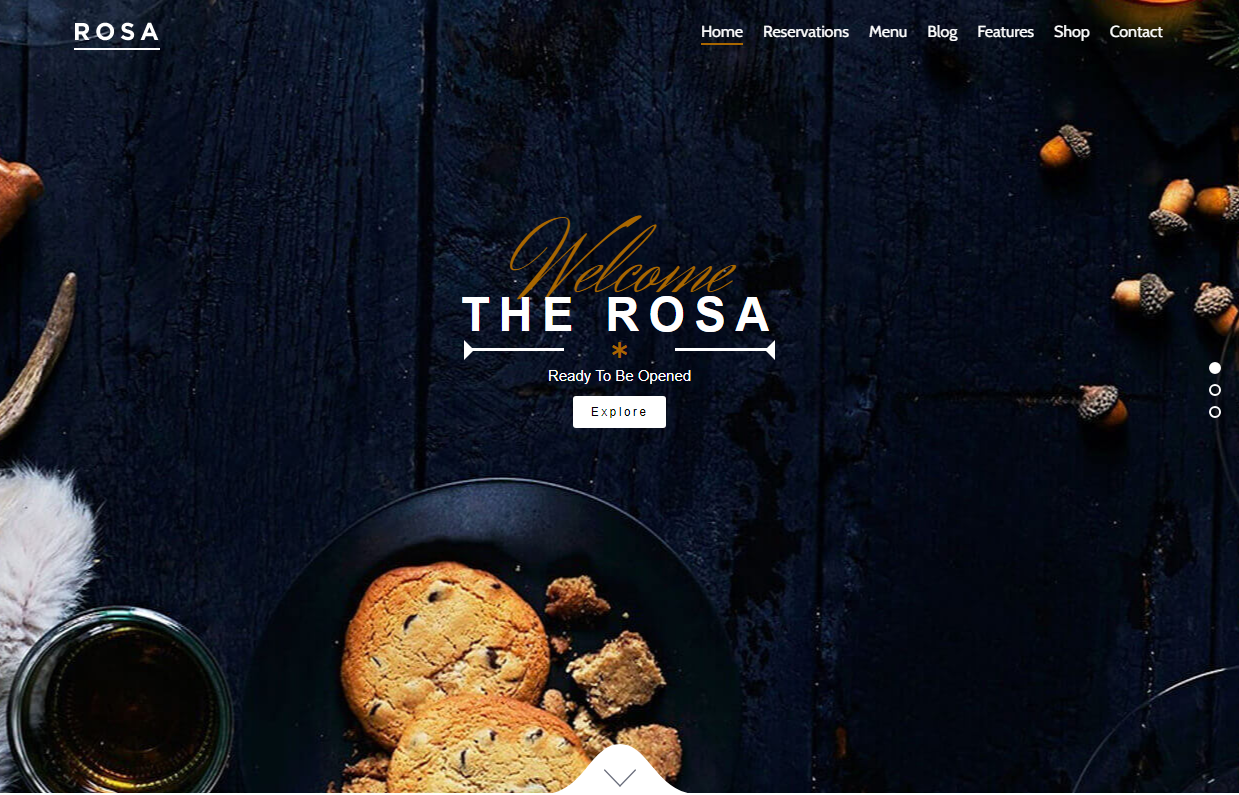 ROSA
Home Reservations Menu Blog Features Shop Contact
Welcome
THE ROSA
*
Ready To Be Opened
Explore